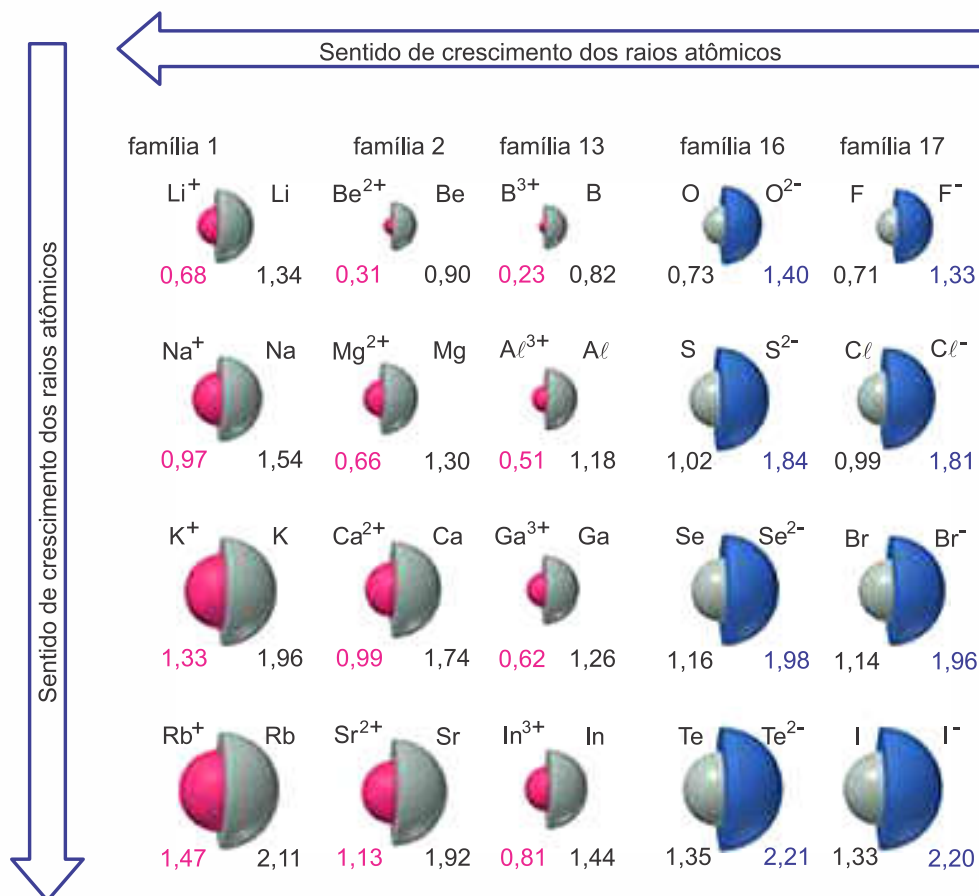 Sentido de crescimento dos raios atômicos
Sentido de crescimento dos raios atômicos
família 1 família 2 família 13 família 16 família 17
Li⁺ Li Be²⁺ Be B³⁺ B O O²⁻ F F⁻
0,68 1,34 0,31 0,90 0,23 0,82 0,73 1,40 0,71 1,33
Na⁺ Na Mg²⁺ Mg Aℓ³⁺ Aℓ S S²⁻ Cℓ Cℓ⁻
0,97 1,54 0,66 1,30 0,51 1,18 1,02 1,84 0,99 1,81
K⁺ K Ca²⁺ Ca Ga³⁺ Ga Se Se²⁻ Br Br⁻
1,33 1,96 0,99 1,74 0,62 1,26 1,16 1,98 1,14 1,96
Rb⁺ Rb Sr²⁺ Sr In³⁺ In Te Te²⁻ I I⁻
1,47 2,11 1,13 1,92 0,81 1,44 1,35 2,21 1,33 2,20